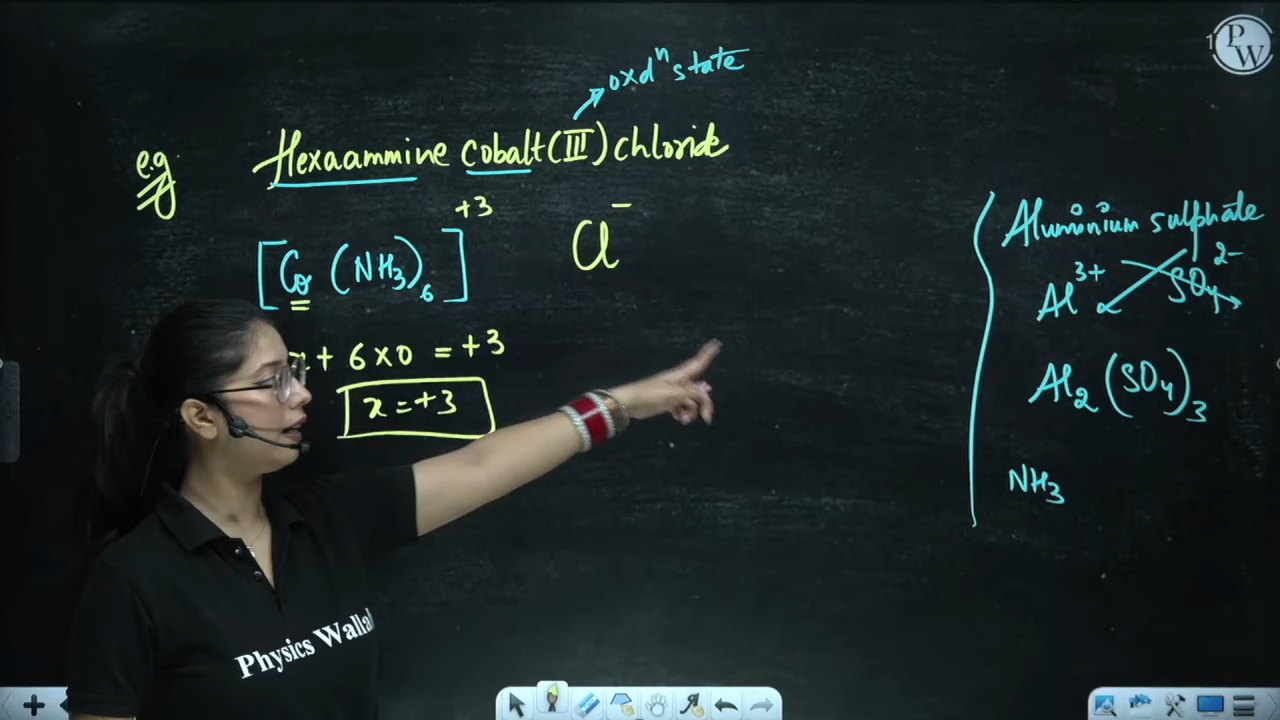 PW
oxdⁿ state
e.g Hexaammine cobalt (III) chloride
[Co (NH₃)₆]⁺³ Cl⁻
x + 6 × 0 = +3
x = +3
Aluminium sulphate
Al³⁺ SO₄²⁻
Al₂ (SO₄)₃
NH₃
Physics Wallah